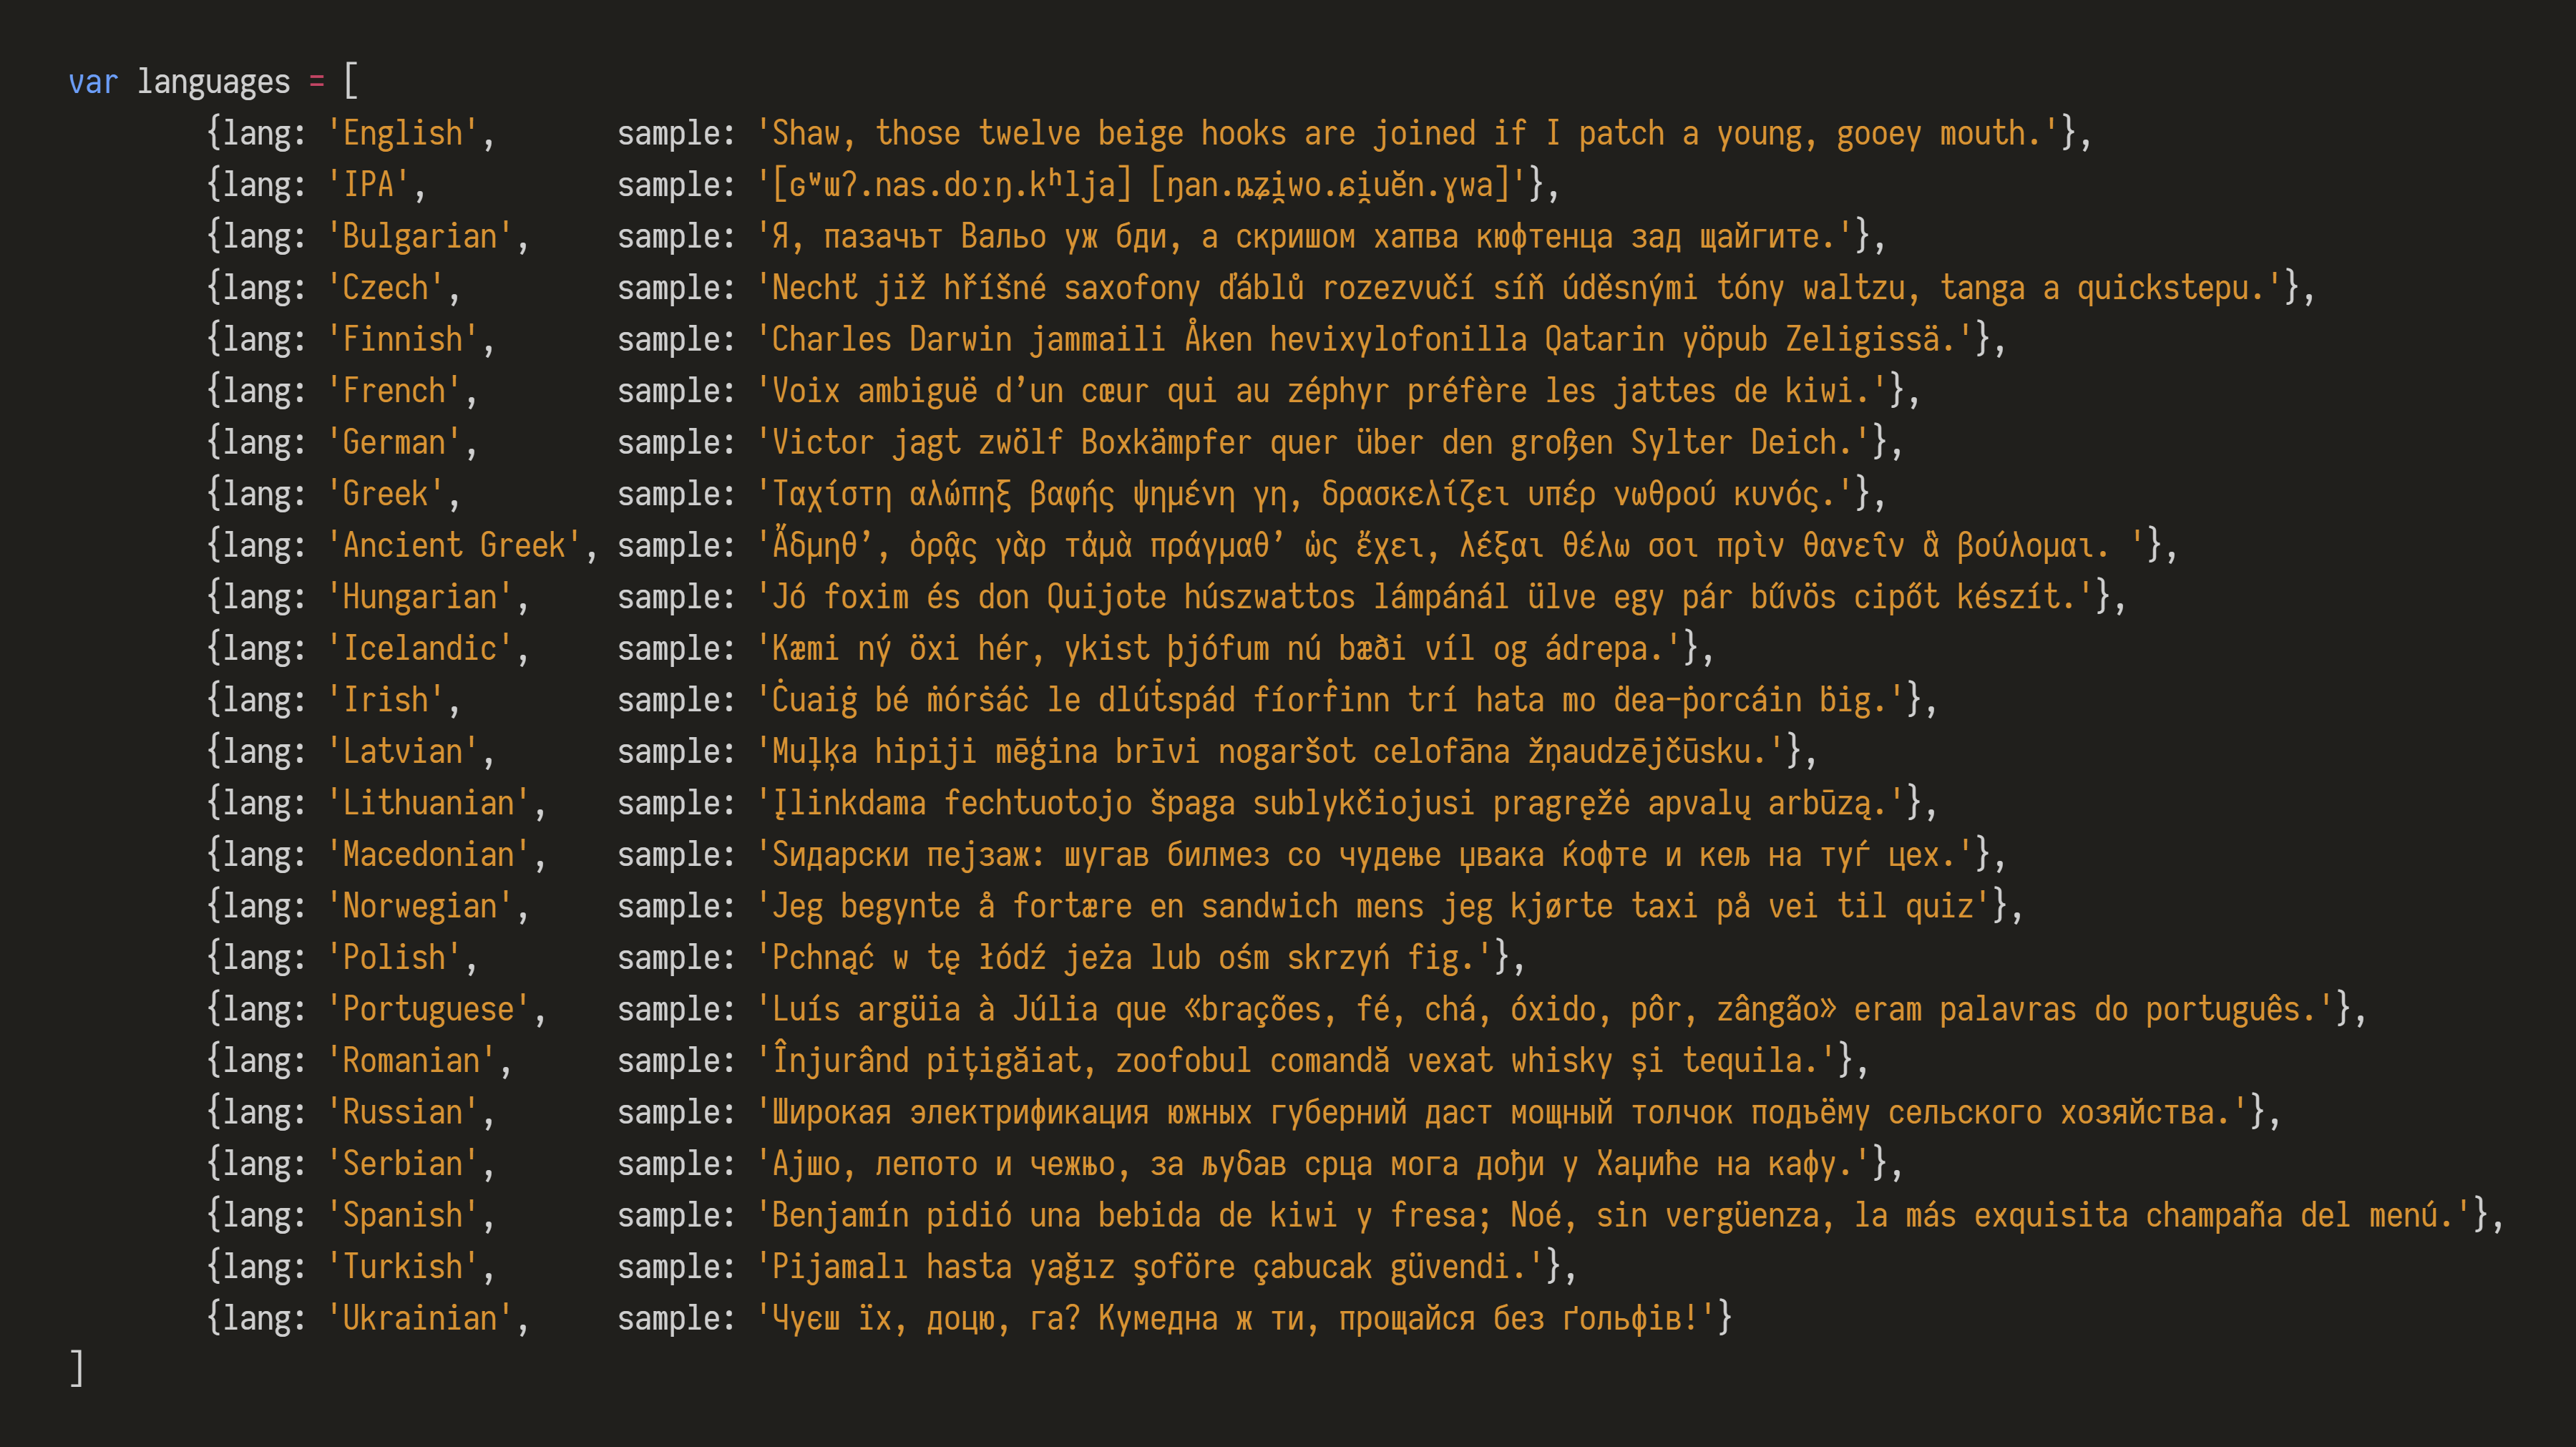 var languages = [
        {lang: 'English',       sample: 'Shaw, those twelve beige hooks are joined if I patch a young, gooey mouth.'},
        {lang: 'IPA',           sample: '[ɢʷɯʔ.nas.doːŋ.kʰlja] [ŋan.ȵʑi̯wo.ɕi̯uĕn.ɣwa]'},
        {lang: 'Bulgarian',     sample: 'Я, пазачът Вальо уж бди, а скришом хапва кюфтенца зад щайгите.'},
        {lang: 'Czech',         sample: 'Nechť již hříšné saxofony ďáblů rozezvučí síň úděsnými tóny waltzu, tanga a quickstepu.'},
        {lang: 'Finnish',       sample: 'Charles Darwin jammaili Åken hevixylofonilla Qatarin yöpub Zeligissä.'},
        {lang: 'French',        sample: 'Voix ambiguë d’un cœur qui au zéphyr préfère les jattes de kiwi.'},
        {lang: 'German',        sample: 'Victor jagt zwölf Boxkämpfer quer über den großen Sylter Deich.'},
        {lang: 'Greek',         sample: 'Ταχίστη αλώπηξ βαφής ψημένη γη, δρασκελίζει υπέρ νωθρού κυνός.'},
        {lang: 'Ancient Greek', sample: 'Ἄδμηθ’, ὁρᾷς γὰρ τἀμὰ πράγμαθ’ ὡς ἔχει, λέξαι θέλω σοι πρὶν θανεῖν ἃ βούλομαι. '},
        {lang: 'Hungarian',     sample: 'Jó foxim és don Quijote húszwattos lámpánál ülve egy pár bűvös cipőt készít.'},
        {lang: 'Icelandic',     sample: 'Kæmi ný öxi hér, ykist þjófum nú bæði víl og ádrepa.'},
        {lang: 'Irish',         sample: 'Ċuaiġ bé ṁórṡáċ le dlúṫspád fíorḟinn trí hata mo ḋea-ṗorcáin ḃig.'},
        {lang: 'Latvian',       sample: 'Muļķa hipiji mēģina brīvi nogaršot celofāna žņaudzējčūsku.'},
        {lang: 'Lithuanian',    sample: 'Įlinkdama fechtuotojo špaga sublykčiojusi pragręžė apvalų arbūzą.'},
        {lang: 'Macedonian',    sample: 'Ѕидарски пејзаж: шугав билмез со чудење џвака ќофте и кељ на туѓ цех.'},
        {lang: 'Norwegian',     sample: 'Jeg begynte å fortære en sandwich mens jeg kjørte taxi på vei til quiz'},
        {lang: 'Polish',        sample: 'Pchnąć w tę łódź jeża lub ośm skrzyń fig.'},
        {lang: 'Portuguese',    sample: 'Luís argüia à Júlia que «brações, fé, chá, óxido, pôr, zângão» eram palavras do português.'},
        {lang: 'Romanian',      sample: 'Înjurând pițigăiat, zoofobul comandă vexat whisky și tequila.'},
        {lang: 'Russian',       sample: 'Широкая электрификация южных губерний даст мощный толчок подъёму сельского хозяйства.'},
        {lang: 'Serbian',       sample: 'Ајшо, лепото и чежњо, за љубав срца мога дођи у Хаџиће на кафу.'},
        {lang: 'Spanish',       sample: 'Benjamín pidió una bebida de kiwi y fresa; Noé, sin vergüenza, la más exquisita champaña del menú.'},
        {lang: 'Turkish',       sample: 'Pijamalı hasta yağız şoföre çabucak güvendi.'},
        {lang: 'Ukrainian',     sample: 'Чуєш їх, доцю, га? Кумедна ж ти, прощайся без ґольфів!'}
]